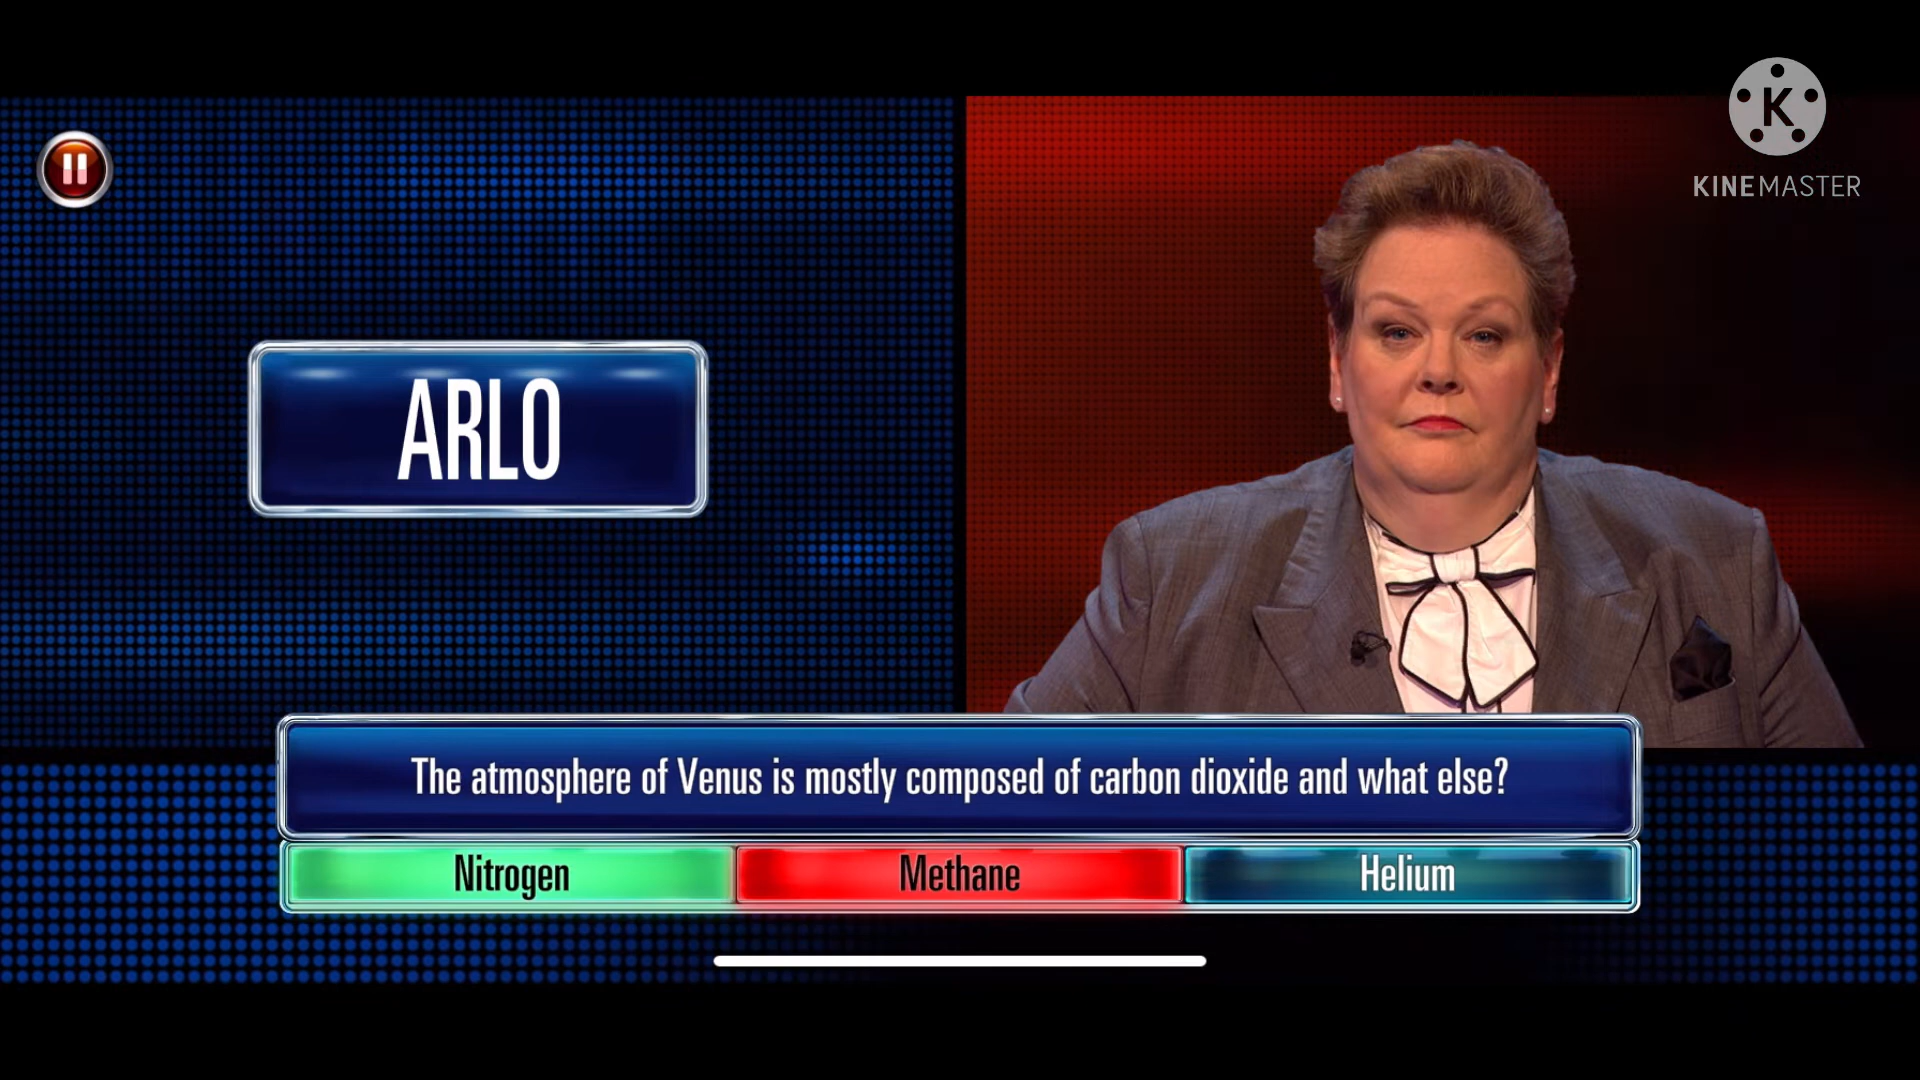 K
KINEMASTER
ARLO
The atmosphere of Venus is mostly composed of carbon dioxide and what else?
Nitrogen
Methane
Helium